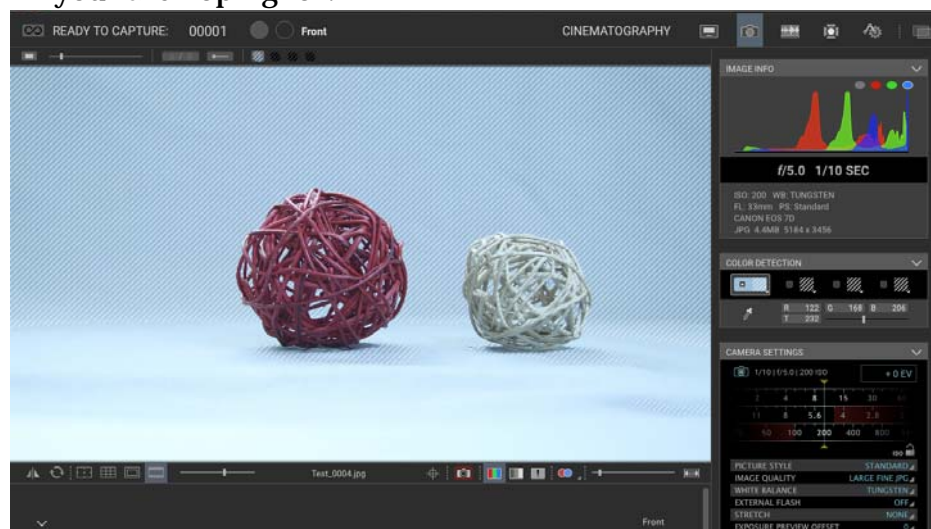 READY TO CAPTURE: 00001 Front CINEMATOGRAPHY
IMAGE INFO
f/5.0 1/10 SEC
ISO: 200 WB: TUNGSTEN
FL: 33mm PS: Standard
CANON EOS 7D
JPG 4.4MB 5184 x 3456
COLOR DETECTION
R 122 G 168 B 206
T 232
CAMERA SETTINGS
1/10 | f/5.0 | 200 ISO + 0 EV
2 4 8 15 30 60
11 8 5.6 4 2.8
50 100 200 400 800
ISO
PICTURE STYLE STANDARD
IMAGE QUALITY LARGE FINE JPG
WHITE BALANCE TUNGSTEN
EXTERNAL FLASH OFF
STRETCH NONE
EXPOSURE PREVIEW OFFSET 0
Test_0004.jpg
Front